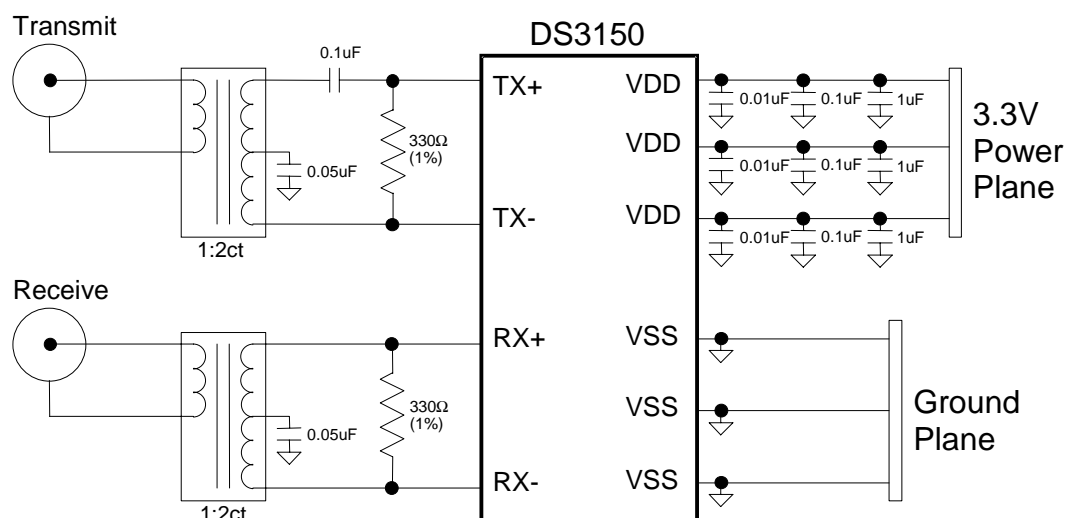 Transmit
DS3150
0.1uF
TX+
VDD
0.01uF
0.1uF
1uF
3.3V
Power
Plane
330Ω
(1%)
VDD
0.01uF
0.1uF
1uF
0.05uF
TX-
VDD
0.01uF
0.1uF
1uF
1:2ct
Receive
RX+
VSS
330Ω
(1%)
VSS
Ground
Plane
0.05uF
RX-
VSS
1:2ct